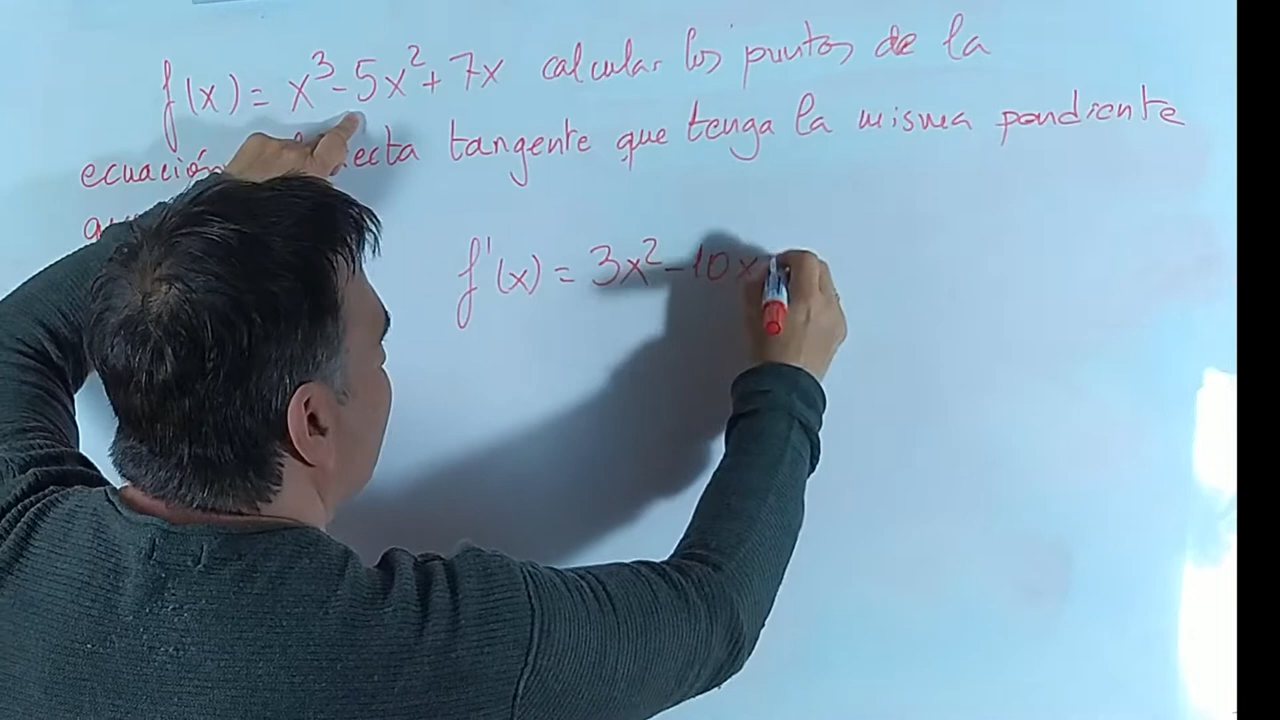 f(x) = x³ - 5x² + 7x calcular los puntos de la
ecuación recta tangente que tenga la misma pendiente
f'(x) = 3x² - 10x